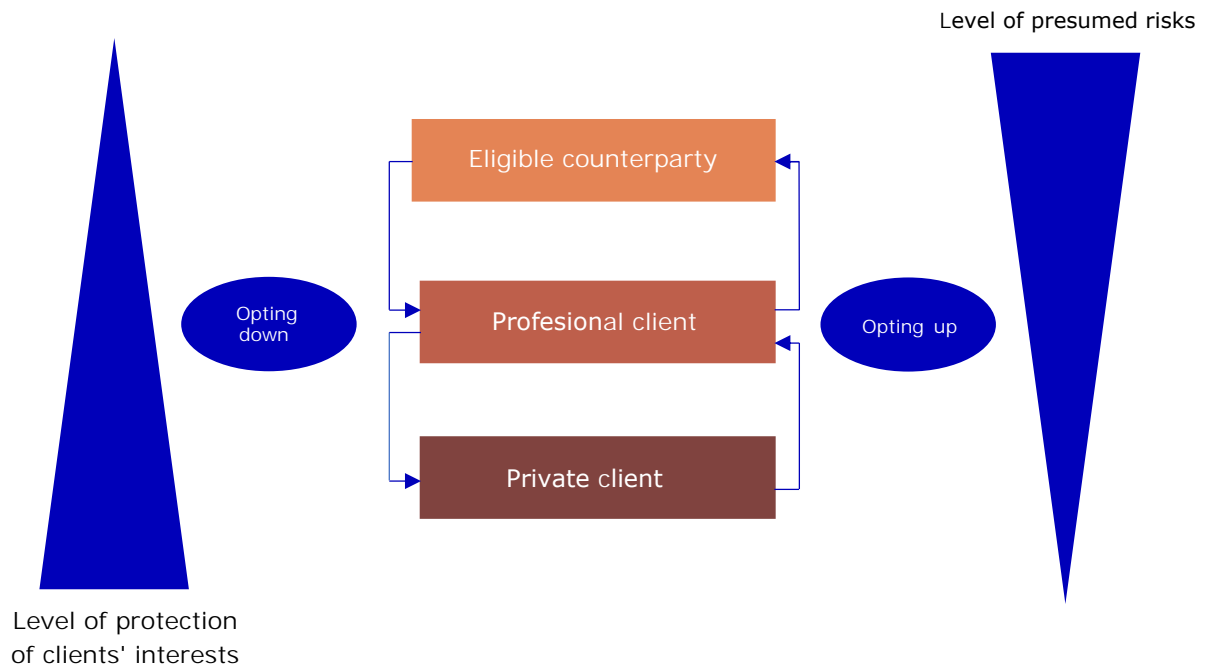 Level of presumed risks
Eligible counterparty
Opting
down
Profesional client
Opting up
Private client
Level of protection
of clients' interests